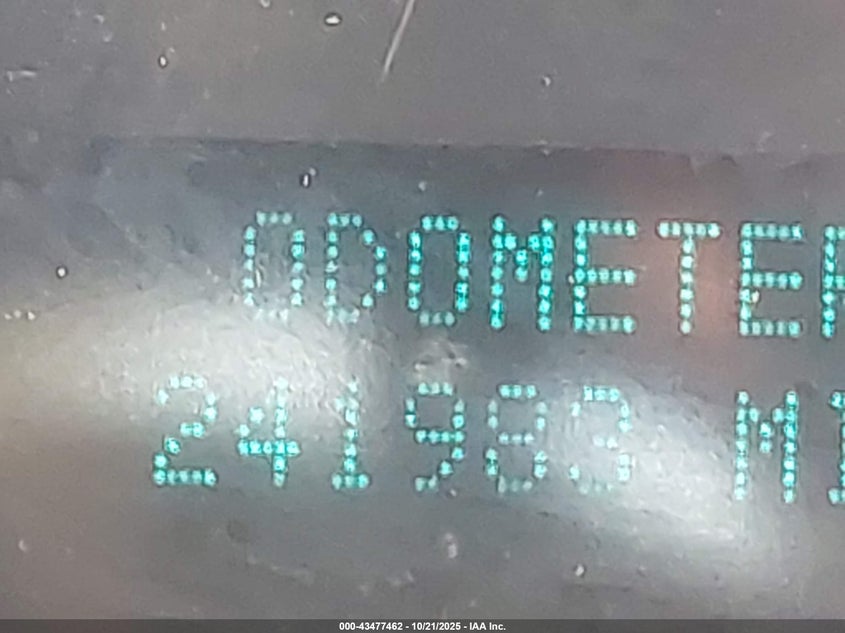 ODOMETER
241983 MI
000-43477462 - 10/21/2025 - IAA Inc.